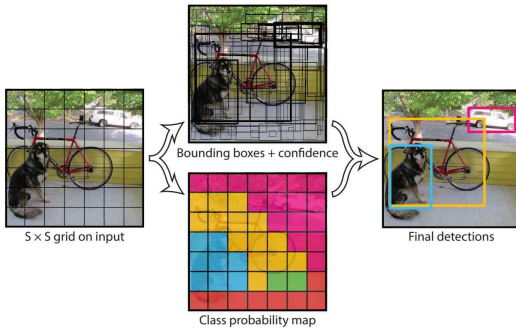 Bounding boxes + confidence
S × S grid on input
Final detections
Class probability map